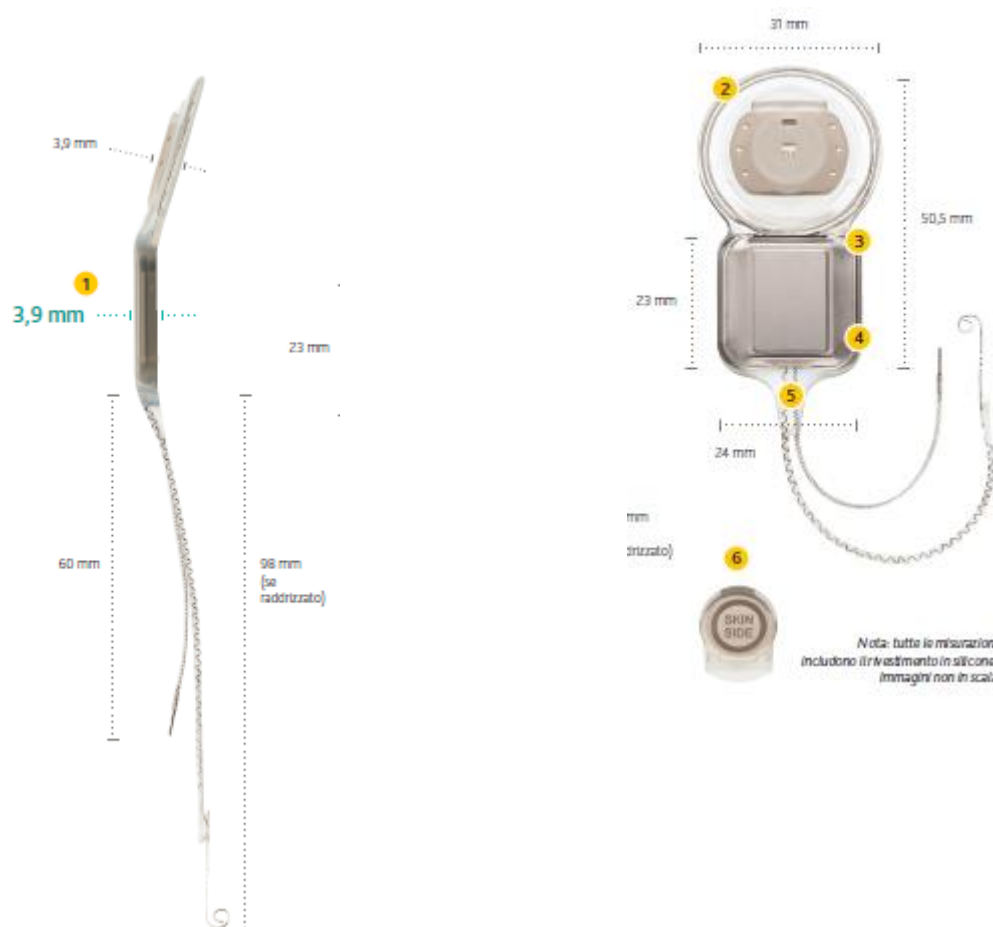 31 mm
2
3,9 mm
50,5 mm
3
1
3,9 mm
23 mm
23 mm
4
5
24 mm
mm
drizzato)
60 mm
98 mm
(se
raddrizzato)
6
SKIN
SIDE
Nota: tutte le misurazion
includono il rivestimento in silicone
Immagini non in scala